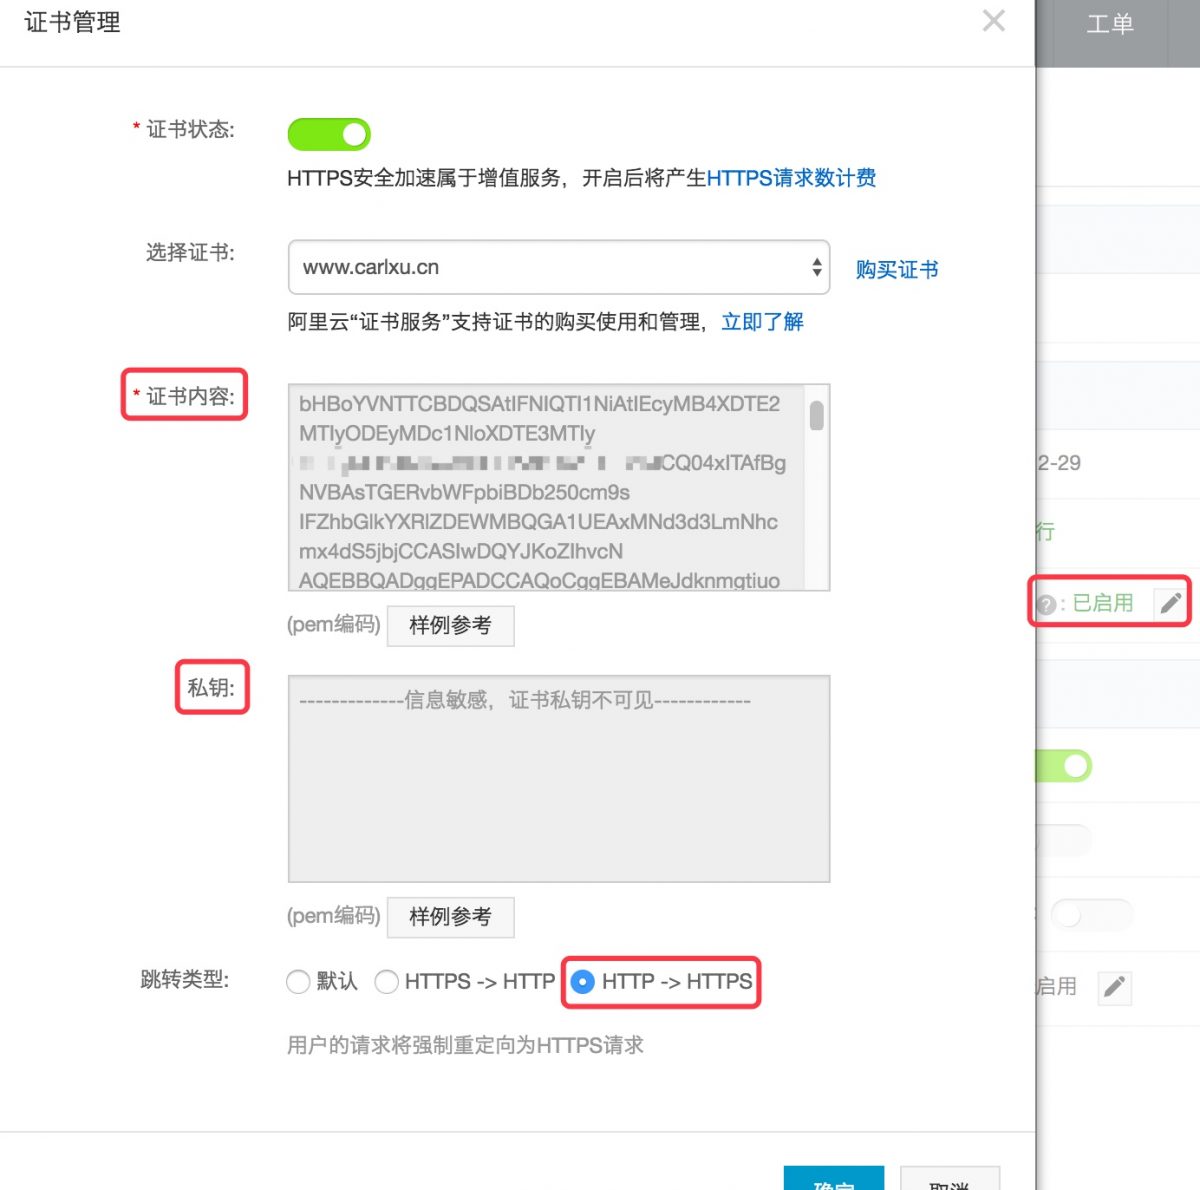 证书管理
工单
* 证书状态:
HTTPS安全加速属于增值服务，开启后将产生HTTPS请求数计费
选择证书:
www.carlxu.cn
购买证书
阿里云“证书服务”支持证书的购买使用和管理，立即了解
* 证书内容:
bHBoYVNTTCBDQSAtIFNIQTI1NiAtIEcyMB4XDTE2
MTIyODEyMDc1NloXDTE3MTIy
CQ04xITAfBg
NVBAsTGERvbWFpbiBDb250cm9s
IFZhbGlkYXRlZDEWMBQGA1UEAxMNd3d3LmNhc
mx4dS5jbjCCASIwDQYJKoZIhvcN
AQEBBQADggEPADCCAQoCggEBAMeJdknmgtiuo
2-29
行
?: 已启用
(pem编码) 样例参考
私钥:
-------------信息敏感，证书私钥不可见------------
(pem编码) 样例参考
跳转类型:
默认 HTTPS -> HTTP HTTP -> HTTPS
启用
用户的请求将强制重定向为HTTPS请求
确定 取消